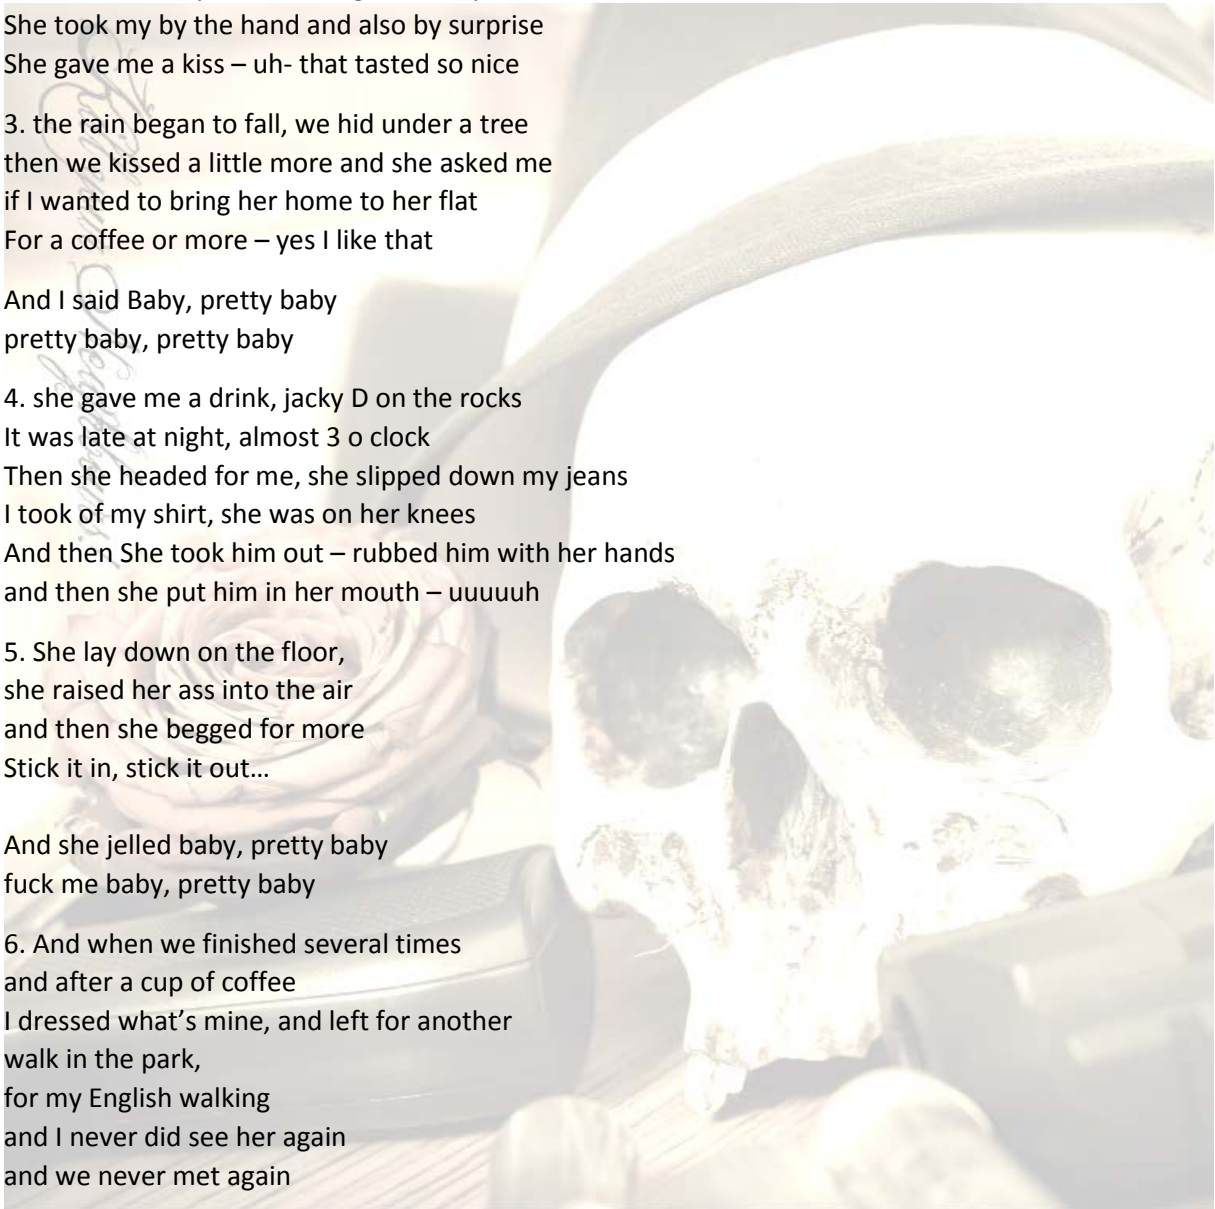 She took my by the hand and also by surprise
She gave me a kiss – uh- that tasted so nice
3. the rain began to fall, we hid under a tree
then we kissed a little more and she asked me
if I wanted to bring her home to her flat
For a coffee or more – yes I like that
And I said Baby, pretty baby
pretty baby, pretty baby
4. she gave me a drink, jacky D on the rocks
It was late at night, almost 3 o clock
Then she headed for me, she slipped down my jeans
I took of my shirt, she was on her knees
And then She took him out – rubbed him with her hands
and then she put him in her mouth – uuuuuh
5. She lay down on the floor,
she raised her ass into the air
and then she begged for more
Stick it in, stick it out…
And she jelled baby, pretty baby
fuck me baby, pretty baby
6. And when we finished several times
and after a cup of coffee
I dressed what's mine, and left for another
walk in the park,
for my English walking
and I never did see her again
and we never met again